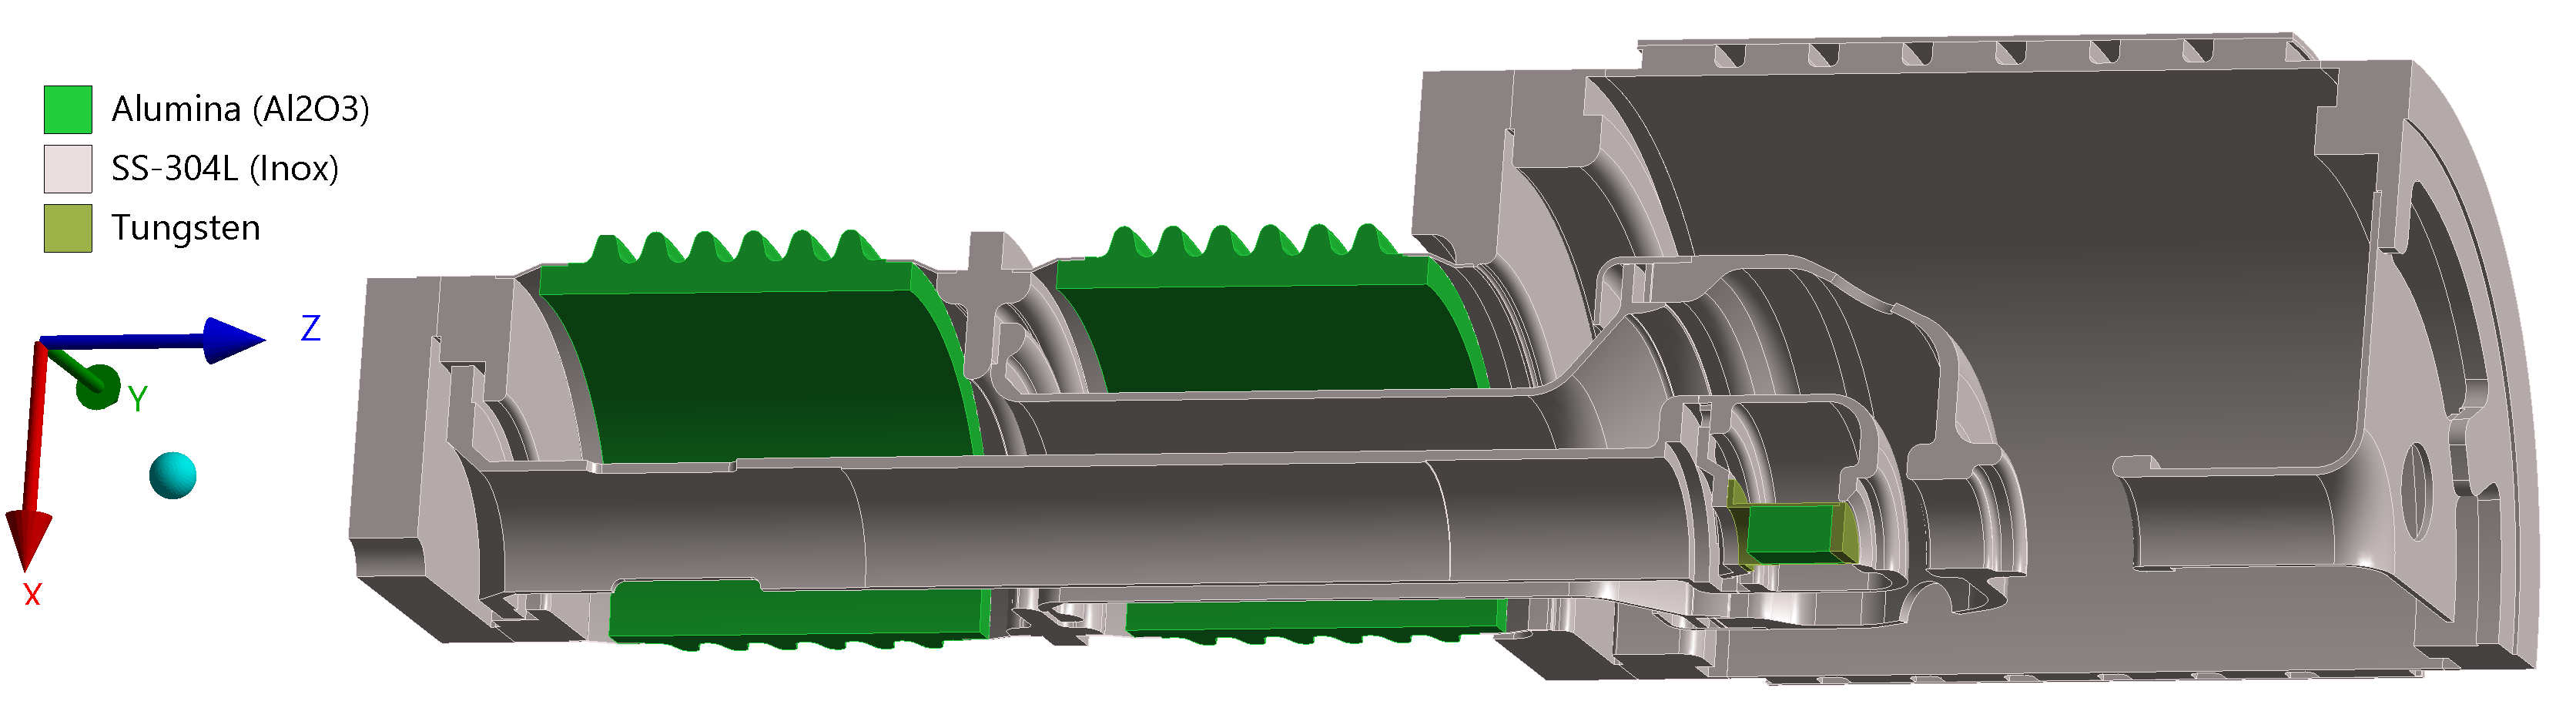 Alumina (Al2O3)
SS-304L (Inox)
Tungsten
Z
Y
X